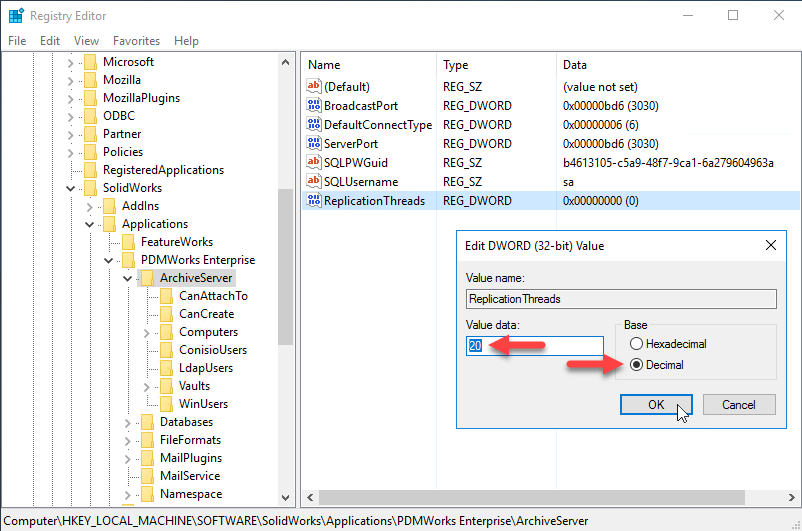 Registry Editor
File Edit View Favorites Help
Microsoft
Mozilla
MozillaPlugins
ODBC
Partner
Policies
RegisteredApplications
SolidWorks
AddIns
Applications
FeatureWorks
PDMWorks Enterprise
ArchiveServer
CanAttachTo
CanCreate
Computers
ConisioUsers
LdapUsers
Vaults
WinUsers
Databases
FileFormats
MailPlugins
MailService
Namespace
Name Type Data
(Default) REG_SZ (value not set)
BroadcastPort REG_DWORD 0x00000bd6 (3030)
DefaultConnectType REG_DWORD 0x00000006 (6)
ServerPort REG_DWORD 0x00000bd6 (3030)
SQLPWGuid REG_SZ b4613105-c5a9-48f7-9ca1-6a279604963a
SQLUsername REG_SZ sa
ReplicationThreads REG_DWORD 0x00000000 (0)
Edit DWORD (32-bit) Value
Value name:
ReplicationThreads
Value data:
20
Base
Hexadecimal
Decimal
OK Cancel
Computer\HKEY_LOCAL_MACHINE\SOFTWARE\SolidWorks\Applications\PDMWorks Enterprise\ArchiveServer